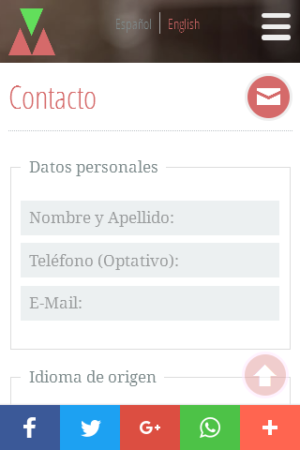 Español | English
Contacto
Datos personales
Nombre y Apellido:
Teléfono (Optativo):
E-Mail:
Idioma de origen